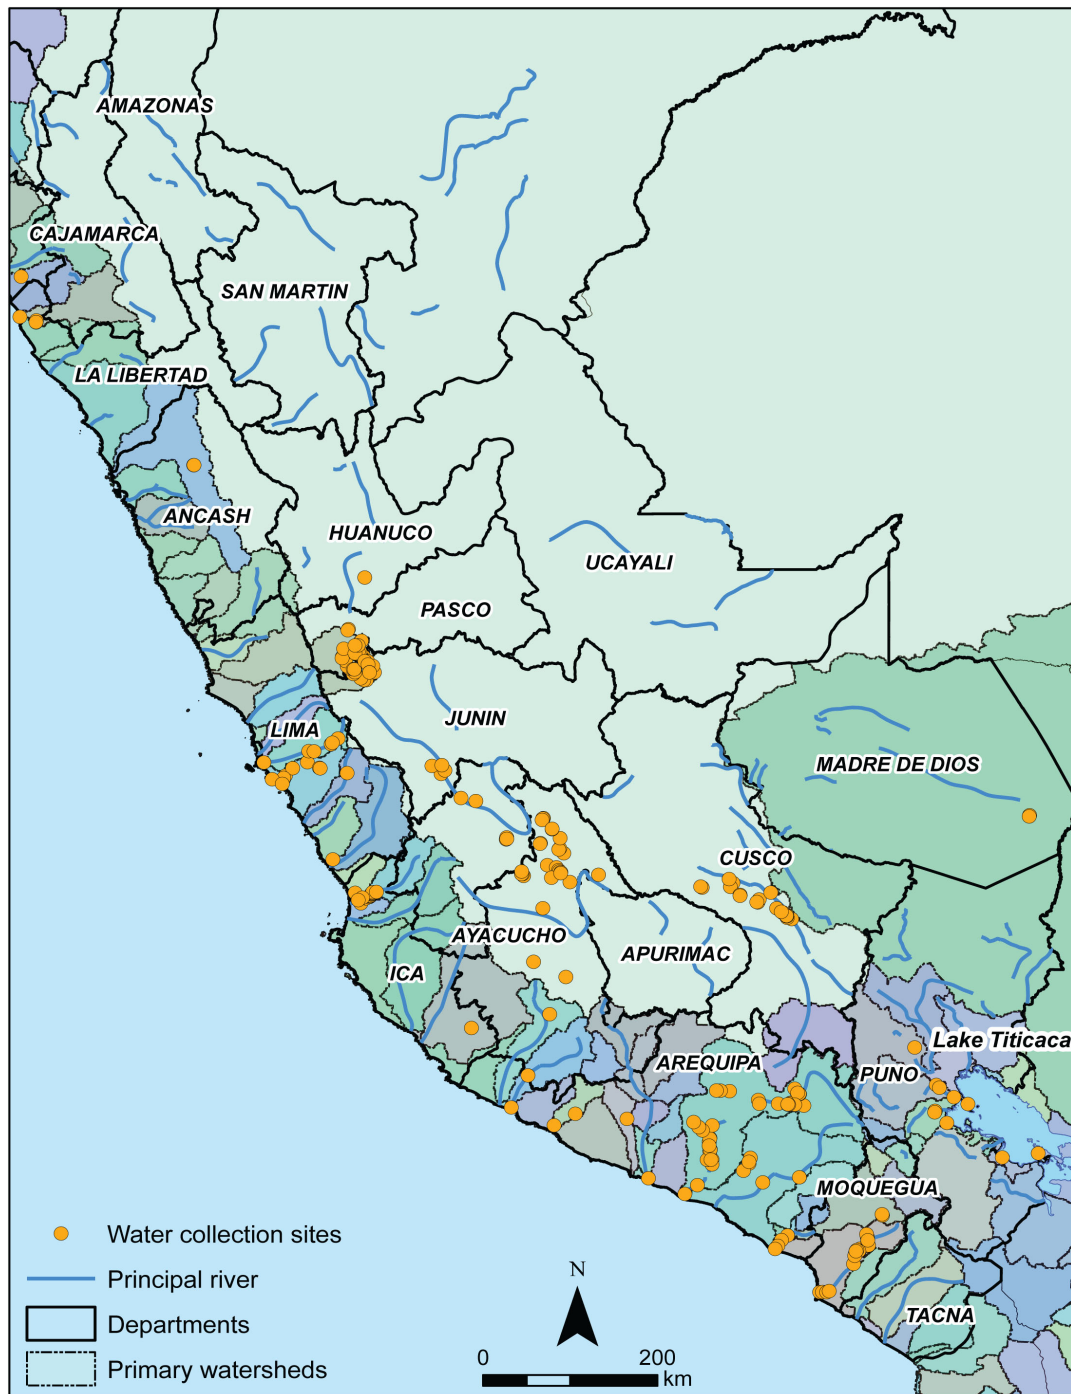 AMAZONAS
CAJAMARCA
SAN MARTIN
LA LIBERTAD
ANCASH
HUANUCO
UCAYALI
PASCO
JUNIN
LIMA
MADRE DE DIOS
CUSCO
AYACUCHO
APURIMAC
ICA
Lake Titicaca
AREQUIPA
PUNO
MOQUEGUA
TACNA
Water collection sites
Principal river
Departments
Primary watersheds
N
0 200
km